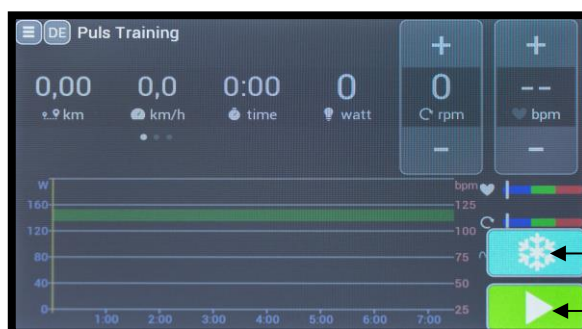 DE Puls Training
+ +
0,00 0,0 0:00 0 0 --
km km/h time watt rpm bpm
- -
W bpm
160 125
120 100
80 75
40 50
0 25
1:00 2:00 3:00 4:00 5:00 6:00 7:00